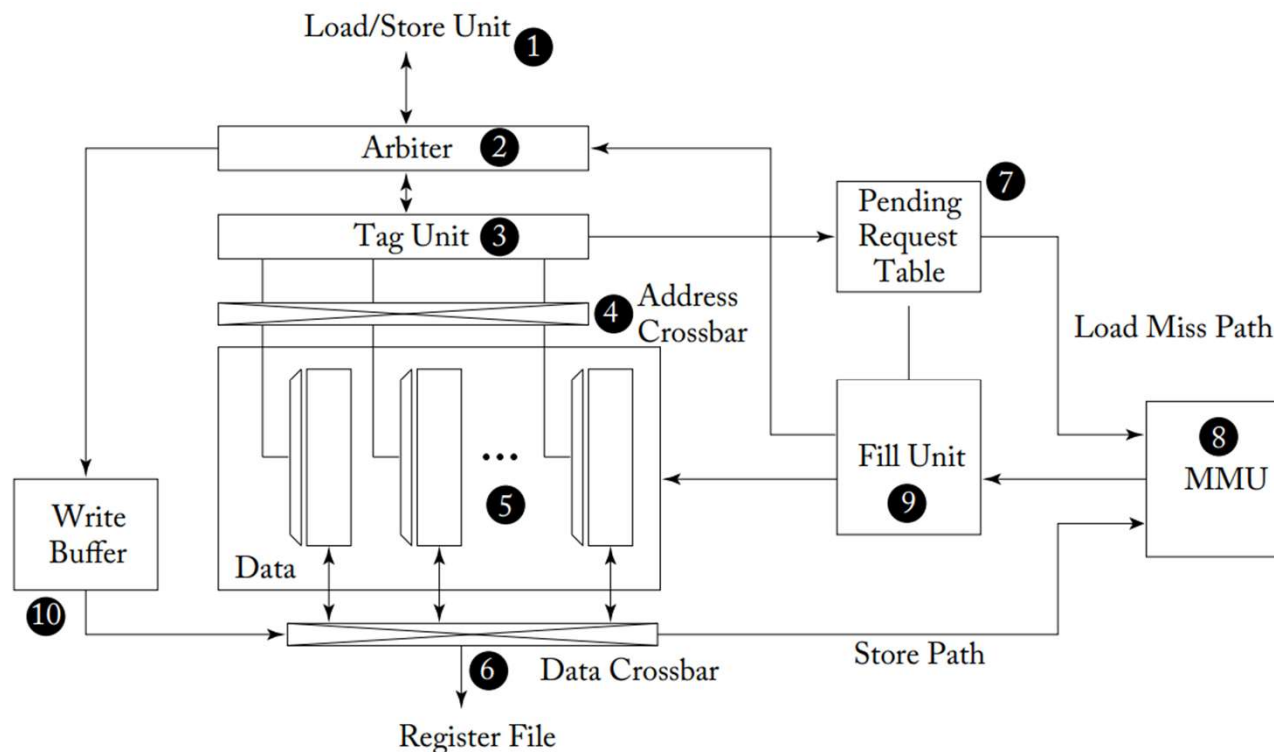 Load/Store Unit 1
Arbiter 2
7
Pending
Request
Table
Tag Unit 3
4 Address
Crossbar
Load Miss Path
8
MMU
Fill Unit
9
5
Write
Buffer
Data
10
Store Path
6 Data Crossbar
Register File